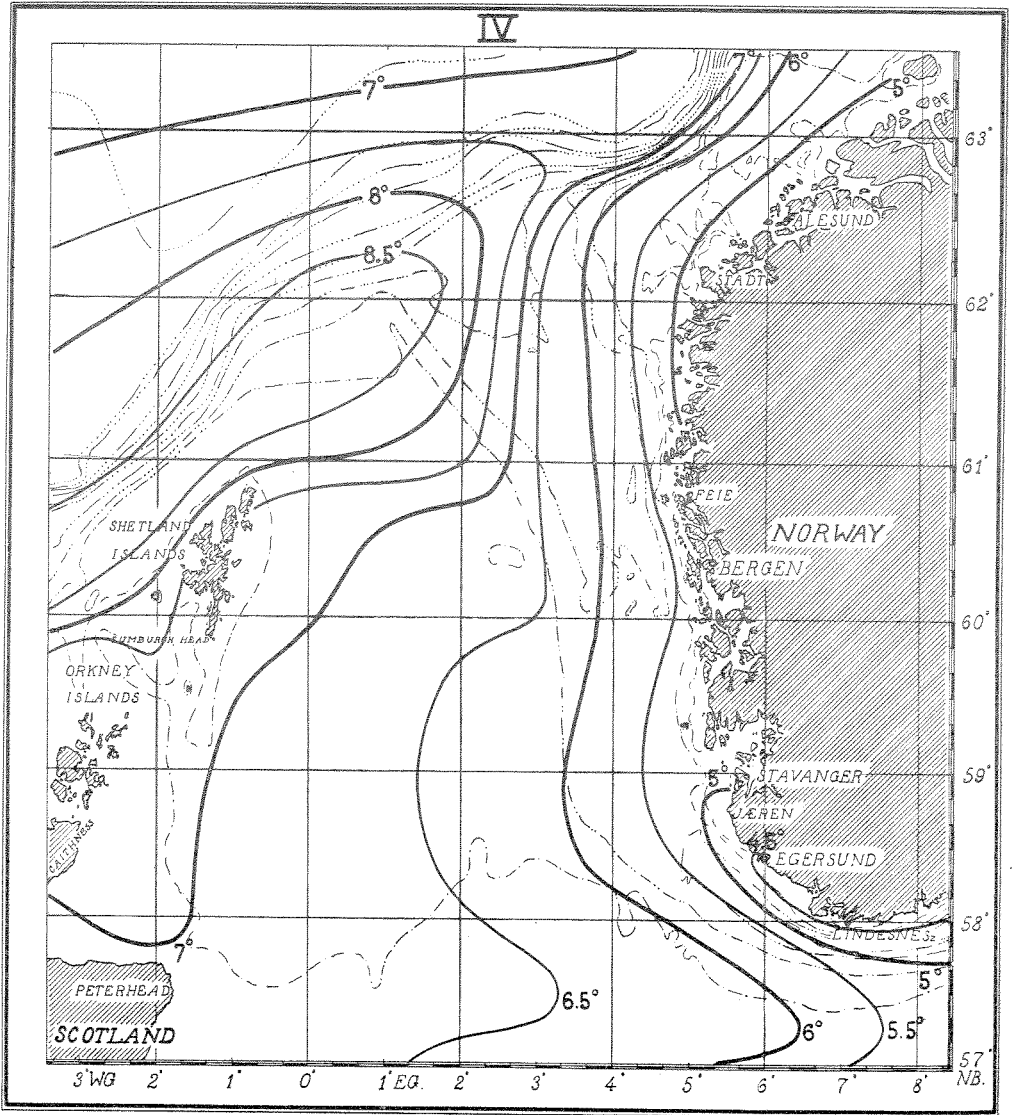 IV
7°
7°
6°
5°
63°
8°
ALESUND
8.5°
STADT
62°
61°
FEIE
SHETLAND
ISLANDS
NORWAY
BERGEN
60°
SUMBURGH HEAD
ORKNEY
ISLANDS
5°
STAVANGER
59°
JÆREN
CAITHNESS
4.5°
EGERSUND
58°
LINDESNES
7°
5°
PETERHEAD
6.5°
SCOTLAND
6°
5.5°
57°
3° WG 2° 1° 0° 1° EG. 2° 3° 4° 5° 6° 7° 8° NB.